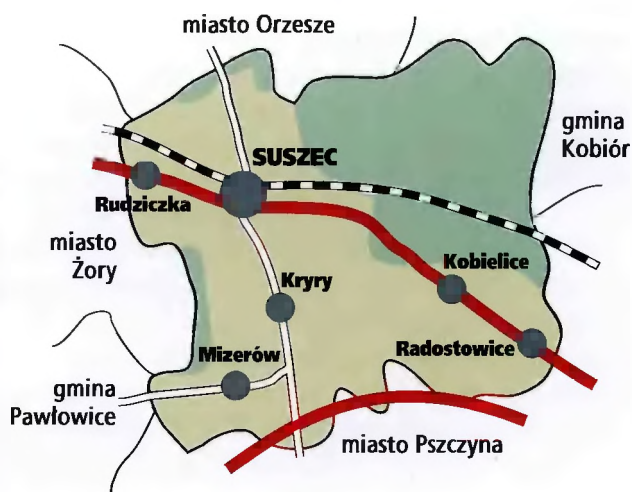 miasto Orzesze
gmina
Kobiór
SUSZEC
Rudziczka
miasto
Żory
Kobielice
Kryry
Radostowice
Mizerów
gmina
Pawłowice
miasto Pszczyna